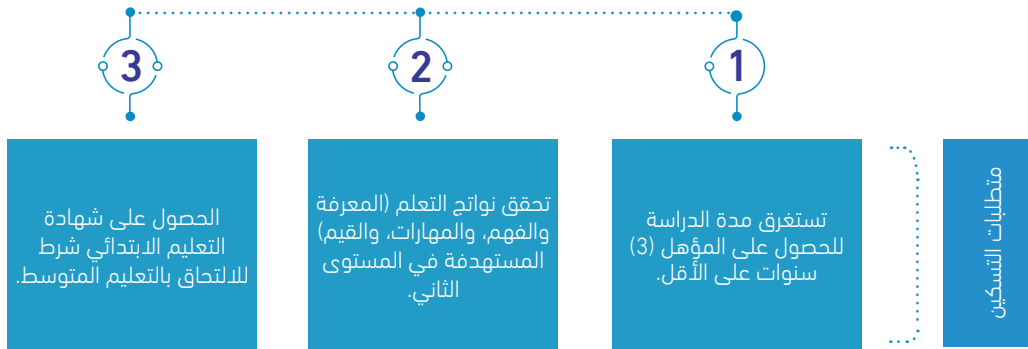 متطلبات التسكين
1
تستغرق مدة الدراسة
للحصول على المؤهل (3)
سنوات على الأقل.
2
تحقق نواتج التعلم (المعرفة
والفهم، والمهارات، والقيم)
المستهدفة في المستوى
الثاني.
3
الحصول على شهادة
التعليم الابتدائي شرط
للالتحاق بالتعليم المتوسط.